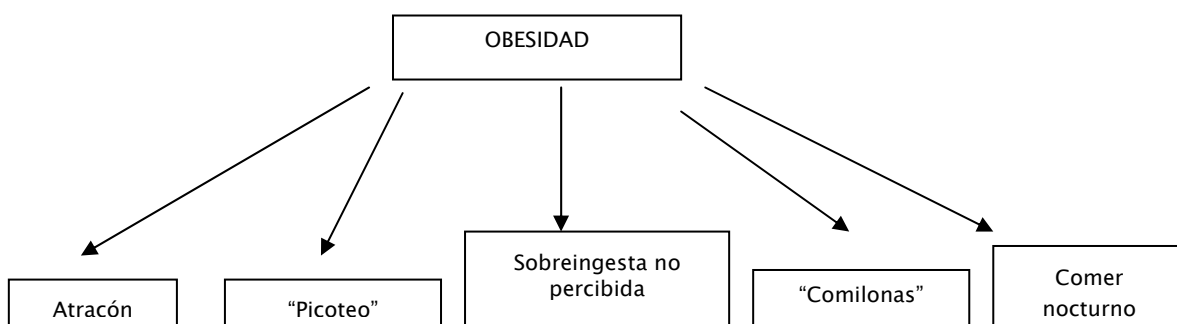 OBESIDAD
Atracón
“Picoteo”
Sobreingesta no
percibida
“Comilonas”
Comer
nocturno